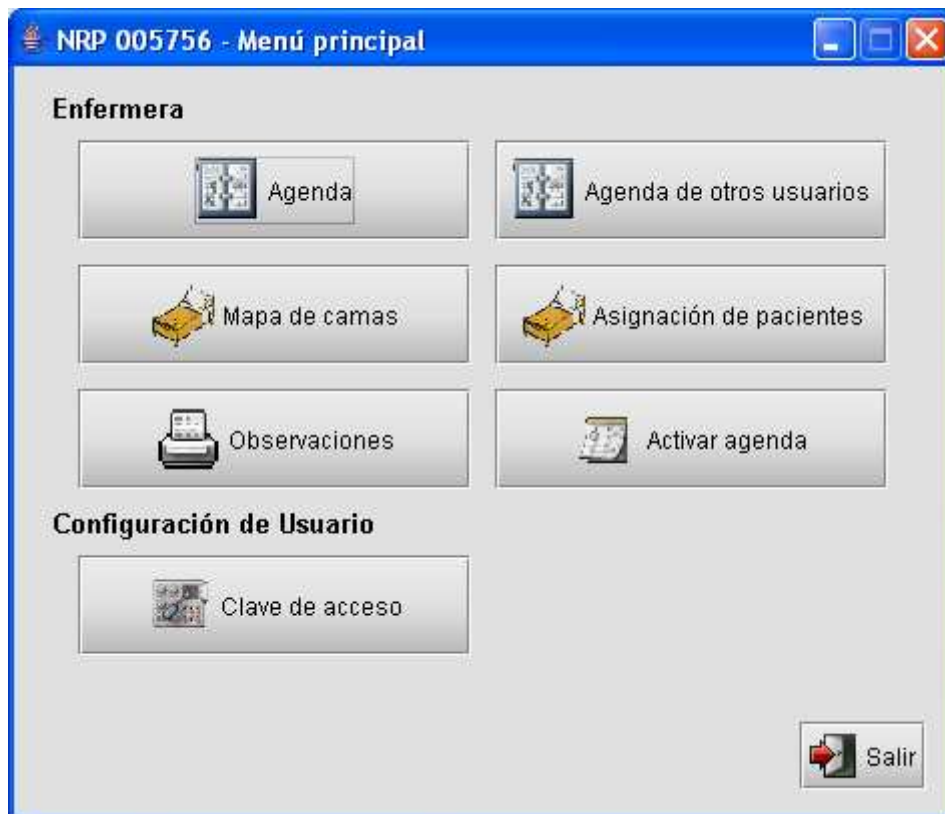 NRP 005756 - Menú principal
Enfermera
Agenda
Agenda de otros usuarios
Mapa de camas
Asignación de pacientes
Observaciones
Activar agenda
Configuración de Usuario
Clave de acceso
Salir